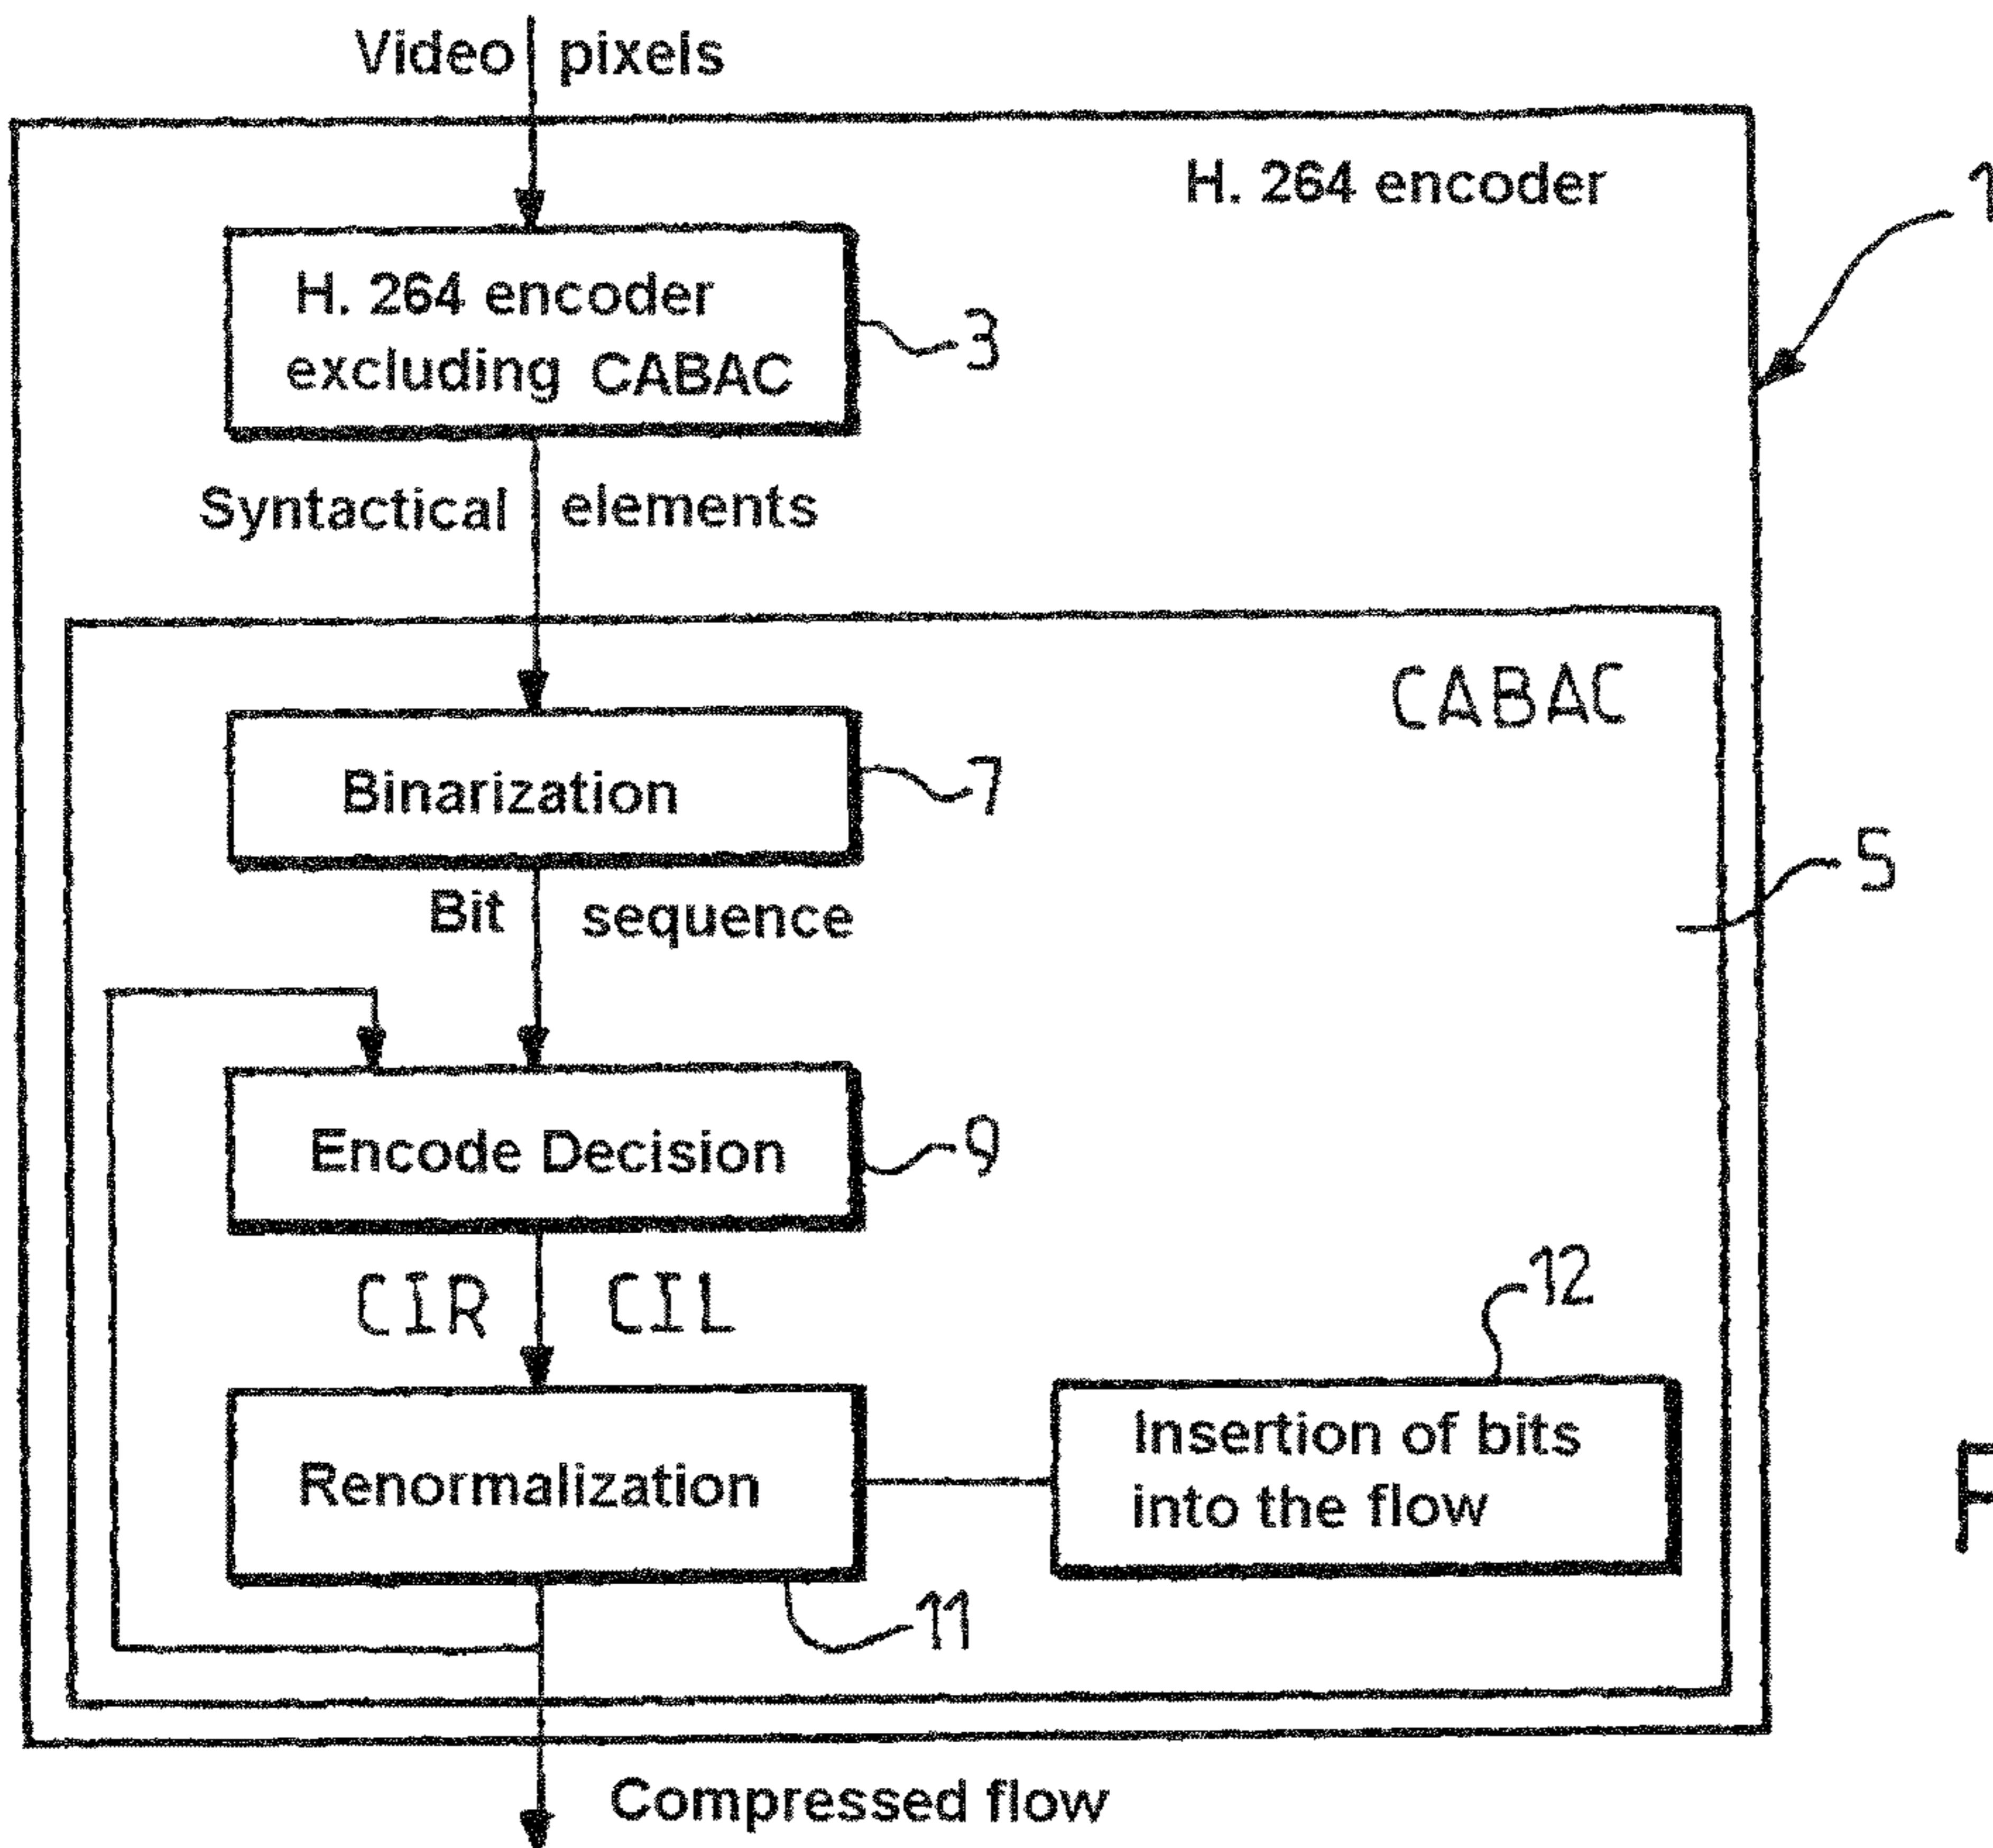 Video pixels
H. 264 encoder
1
H. 264 encoder
excluding CABAC
3
Syntactical elements
CABAC
Binarization
7
Bit sequence
5
Encode Decision
9
CIR CIL
12
Renormalization
Insertion of bits
into the flow
F
11
Compressed flow